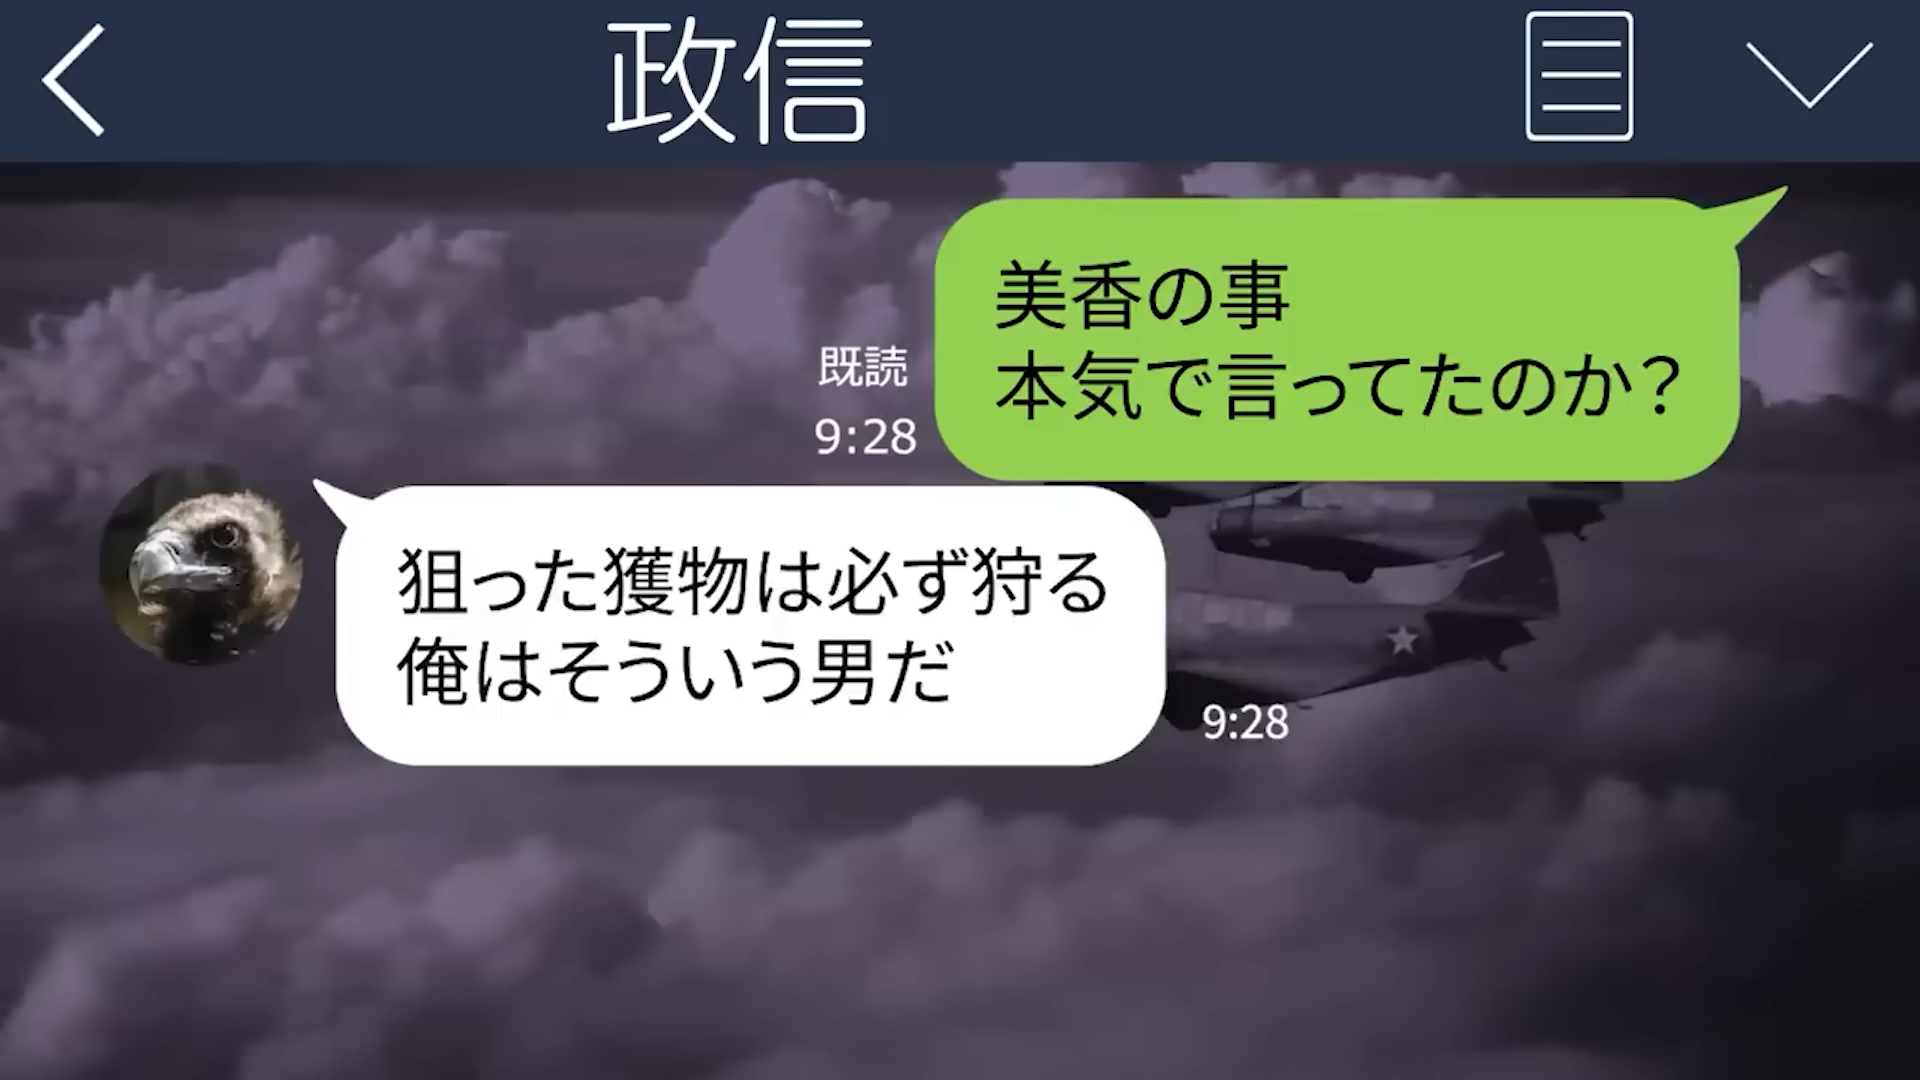 政信
美香の事
本気で言ってたのか？
既読
9:28
狙った獲物は必ず狩る
俺はそういう男だ
9:28